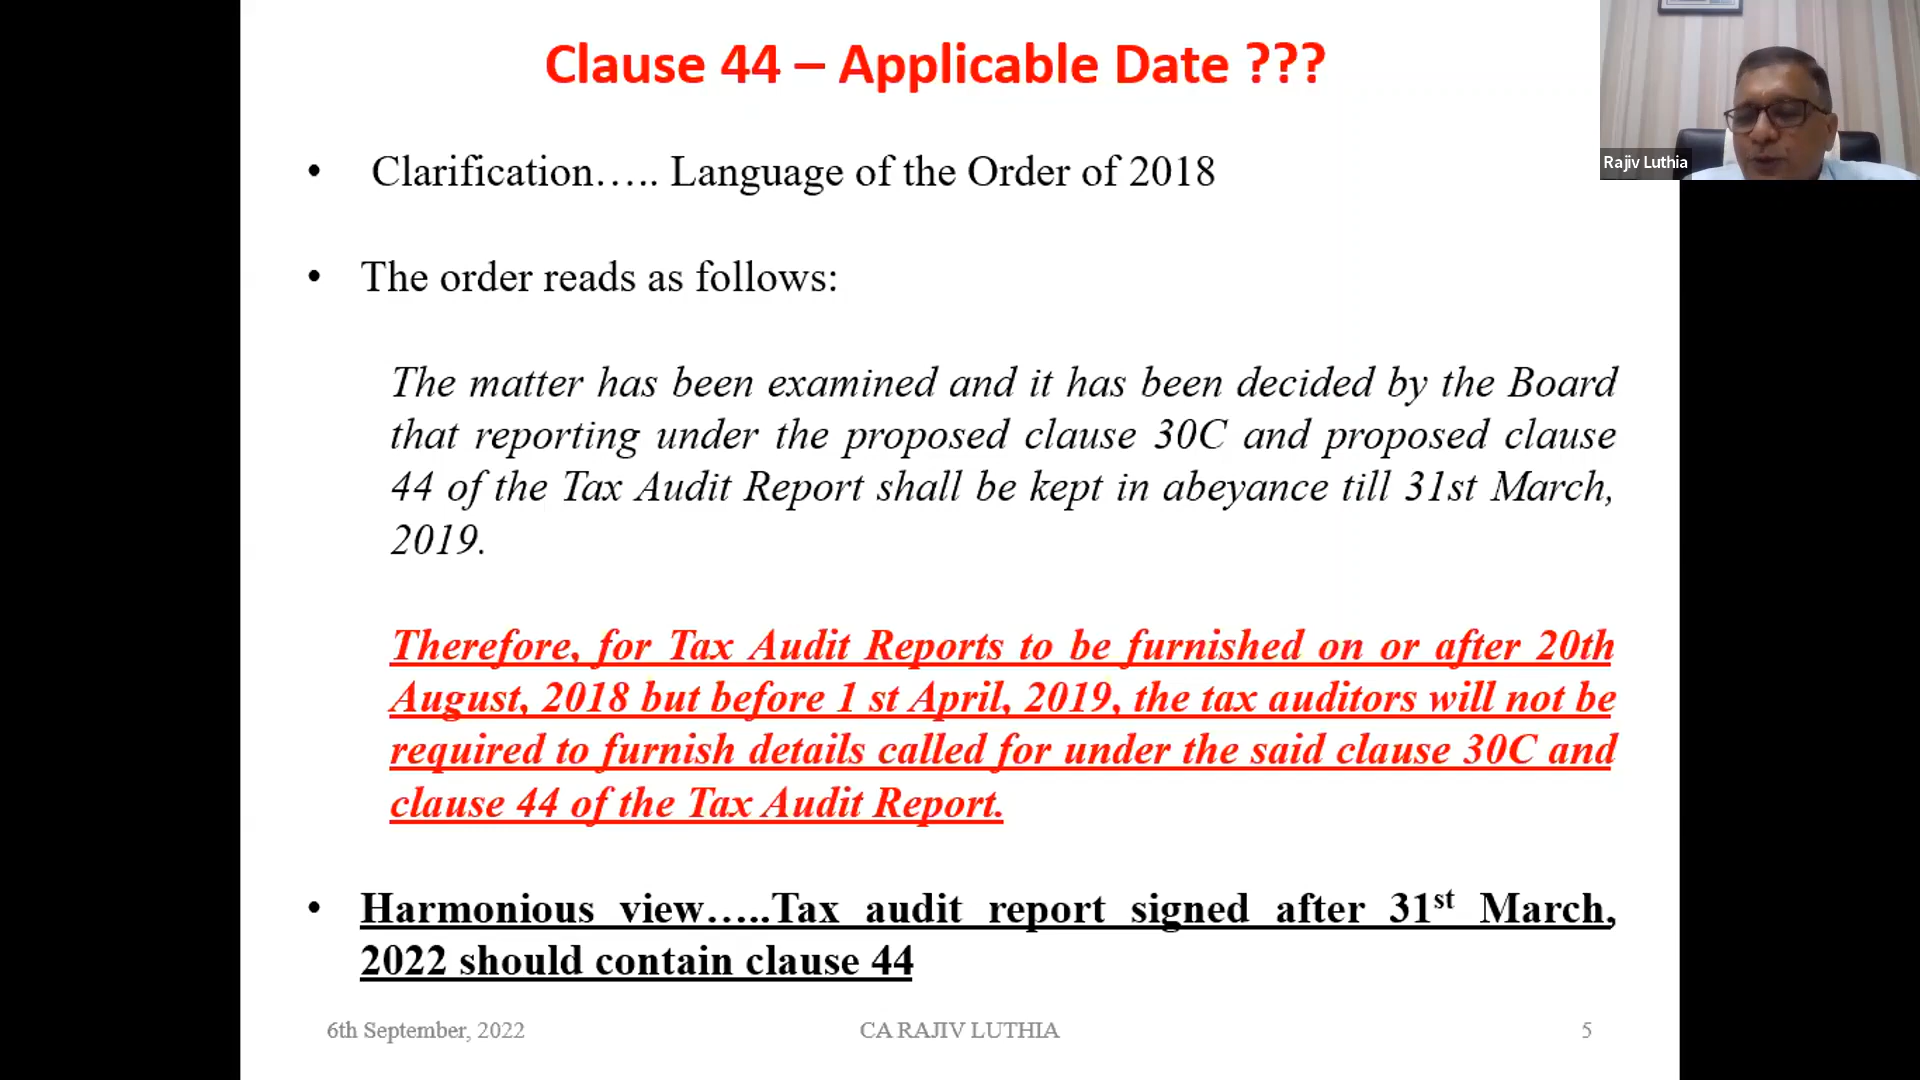 Clause 44 – Applicable Date ???
Rajiv Luthia
• Clarification….. Language of the Order of 2018
• The order reads as follows:
The matter has been examined and it has been decided by the Board
that reporting under the proposed clause 30C and proposed clause
44 of the Tax Audit Report shall be kept in abeyance till 31st March,
2019.
Therefore, for Tax Audit Reports to be furnished on or after 20th
August, 2018 but before 1 st April, 2019, the tax auditors will not be
required to furnish details called for under the said clause 30C and
clause 44 of the Tax Audit Report.
• Harmonious view…..Tax audit report signed after 31st March,
2022 should contain clause 44
6th September, 2022 CA RAJIV LUTHIA 5